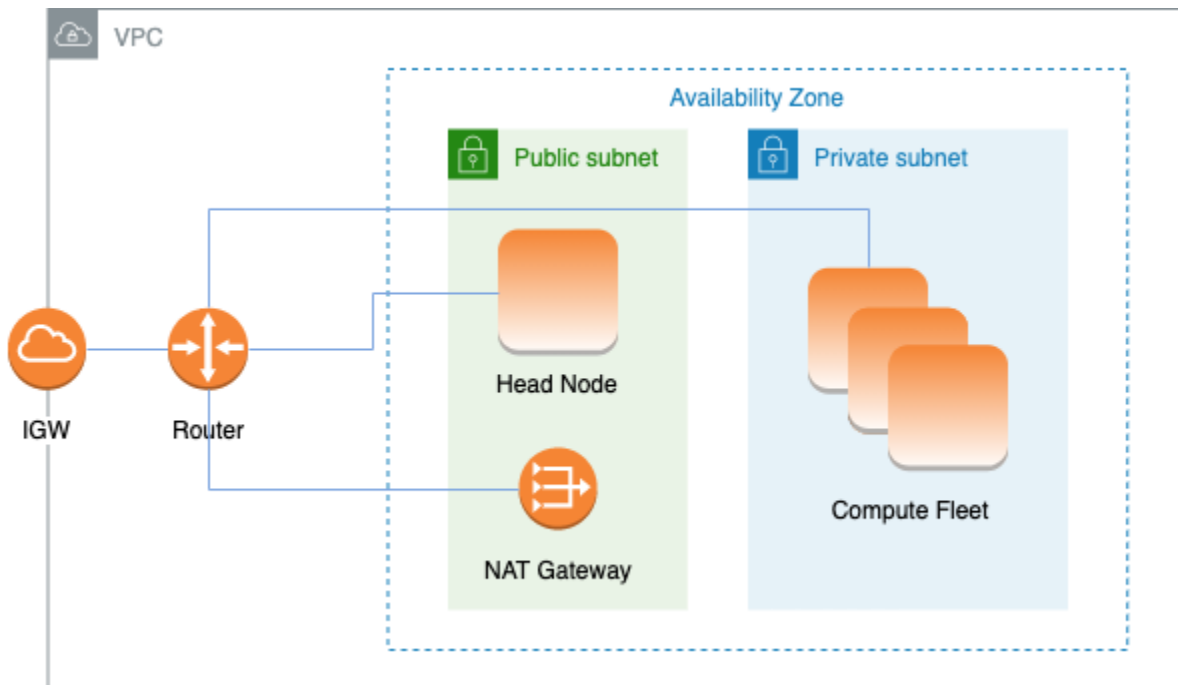 VPC
Availability Zone
Public subnet
Private subnet
Head Node
IGW
Router
Compute Fleet
NAT Gateway